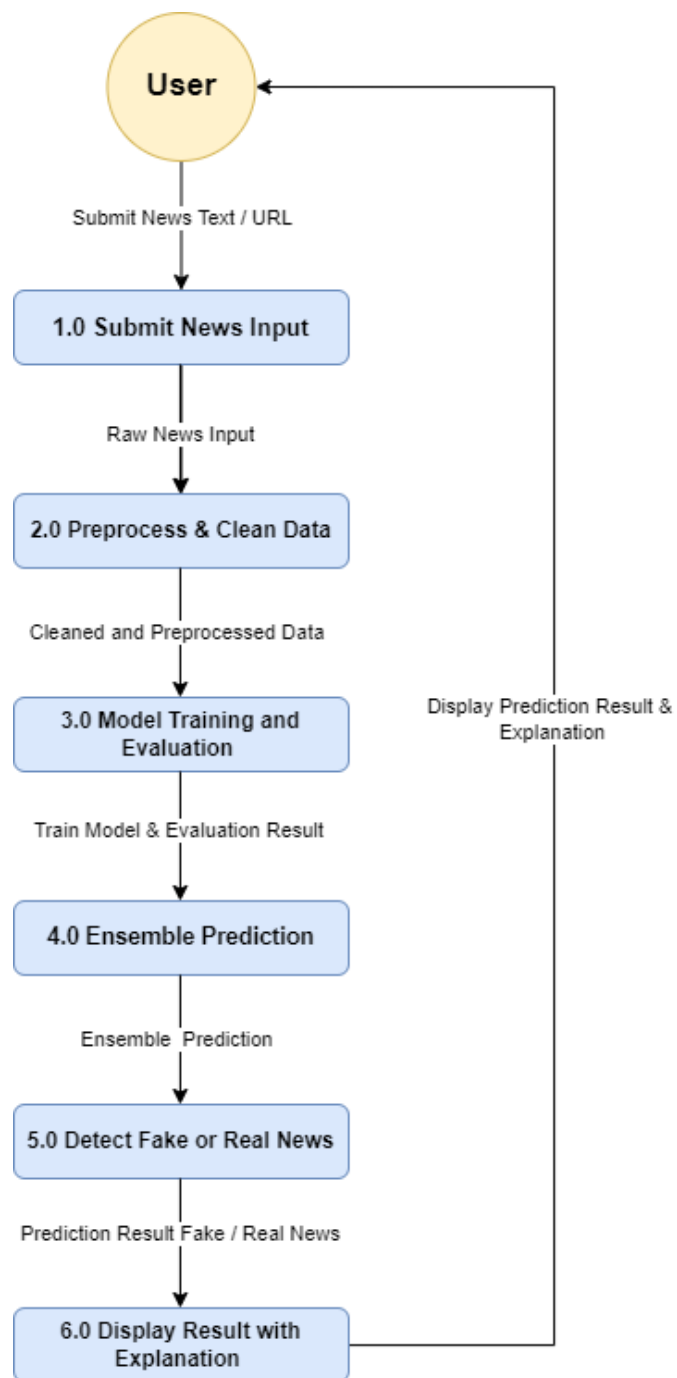 User
Submit News Text / URL
1.0 Submit News Input
Raw News Input
2.0 Preprocess & Clean Data
Cleaned and Preprocessed Data
3.0 Model Training and
Evaluation
Display Prediction Result &
Explanation
Train Model & Evaluation Result
4.0 Ensemble Prediction
Ensemble  Prediction
5.0 Detect Fake or Real News
Prediction Result Fake / Real News
6.0 Display Result with
Explanation